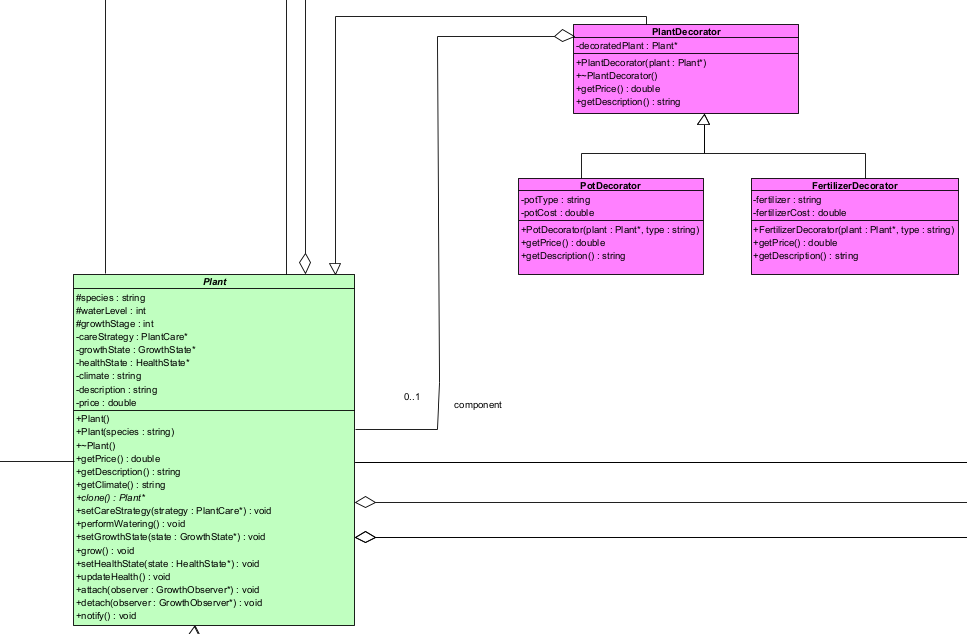 PlantDecorator
-decoratedPlant : Plant*
+PlantDecorator(plant : Plant*)
+~PlantDecorator()
+getPrice() : double
+getDescription() : string
PotDecorator
-potType : string
-potCost : double
+PotDecorator(plant : Plant*, type : string)
+getPrice() : double
+getDescription() : string
FertilizerDecorator
-fertilizer : string
-fertilizerCost : double
+FertilizerDecorator(plant : Plant*, type : string)
+getPrice() : double
+getDescription() : string
Plant
#species : string
#waterLevel : int
#growthStage : int
-careStrategy : PlantCare*
-growthState : GrowthState*
-healthState : HealthState*
-climate : string
-description : string
-price : double
+Plant()
+Plant(species : string)
+~Plant()
+getPrice() : double
+getDescription() : string
+getClimate() : string
+clone() : Plant*
+setCareStrategy(strategy : PlantCare*) : void
+performWatering() : void
+setGrowthState(state : GrowthState*) : void
+grow() : void
+setHealthState(state : HealthState*) : void
+updateHealth() : void
+attach(observer : GrowthObserver*) : void
+detach(observer : GrowthObserver*) : void
+notify() : void
0..1
component